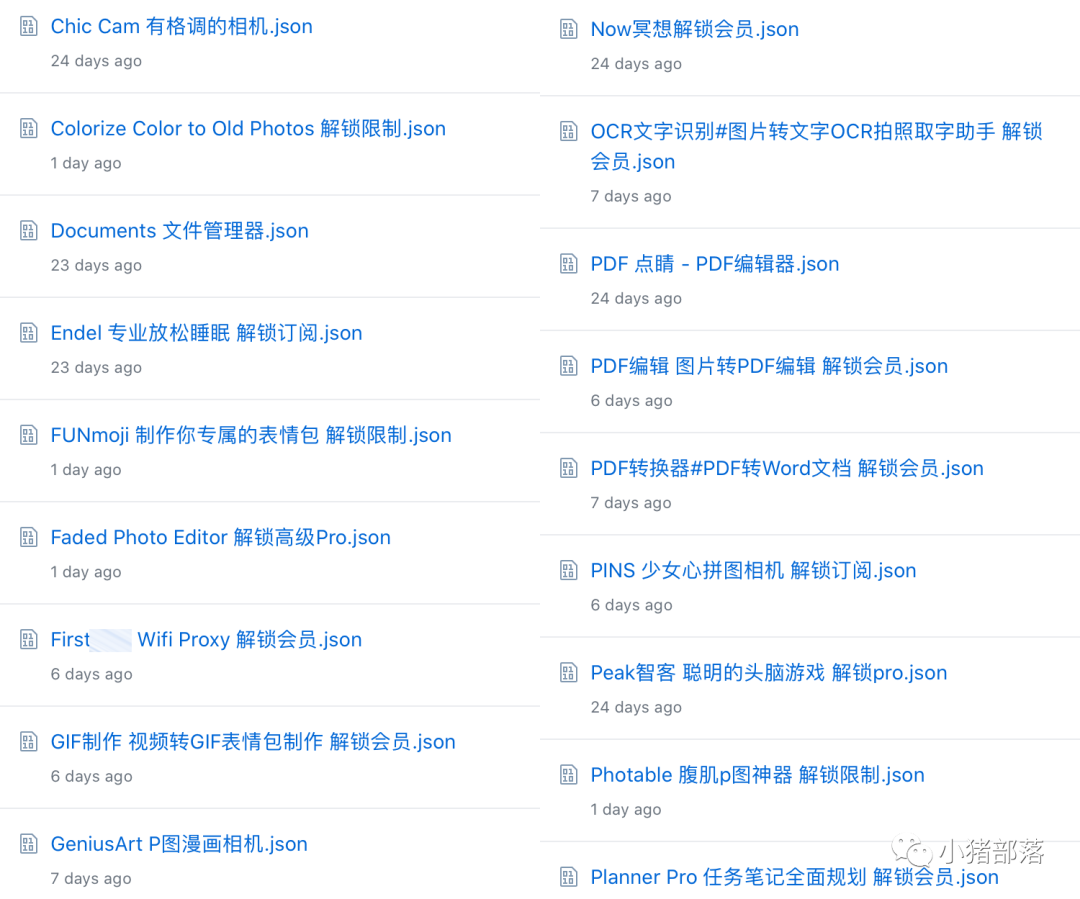 Chic Cam 有格调的相机.json
24 days ago
Colorize Color to Old Photos 解锁限制.json
1 day ago
Documents 文件管理器.json
23 days ago
Endel 专业放松睡眠 解锁订阅.json
23 days ago
FUNmoji 制作你专属的表情包 解锁限制.json
1 day ago
Faded Photo Editor 解锁高级Pro.json
1 day ago
First Wifi Proxy 解锁会员.json
6 days ago
GIF制作 视频转GIF表情包制作 解锁会员.json
6 days ago
GeniusArt P图漫画相机.json
7 days ago
Now冥想解锁会员.json
24 days ago
OCR文字识别#图片转文字OCR拍照取字助手 解锁
会员.json
7 days ago
PDF 点睛 - PDF编辑器.json
24 days ago
PDF编辑 图片转PDF编辑 解锁会员.json
6 days ago
PDF转换器#PDF转Word文档 解锁会员.json
7 days ago
PINS 少女心拼图相机 解锁订阅.json
6 days ago
Peak智客 聪明的头脑游戏 解锁pro.json
24 days ago
Photable 腹肌p图神器 解锁限制.json
1 day ago
小猪部落
Planner Pro 任务笔记全面规划 解锁会员.json